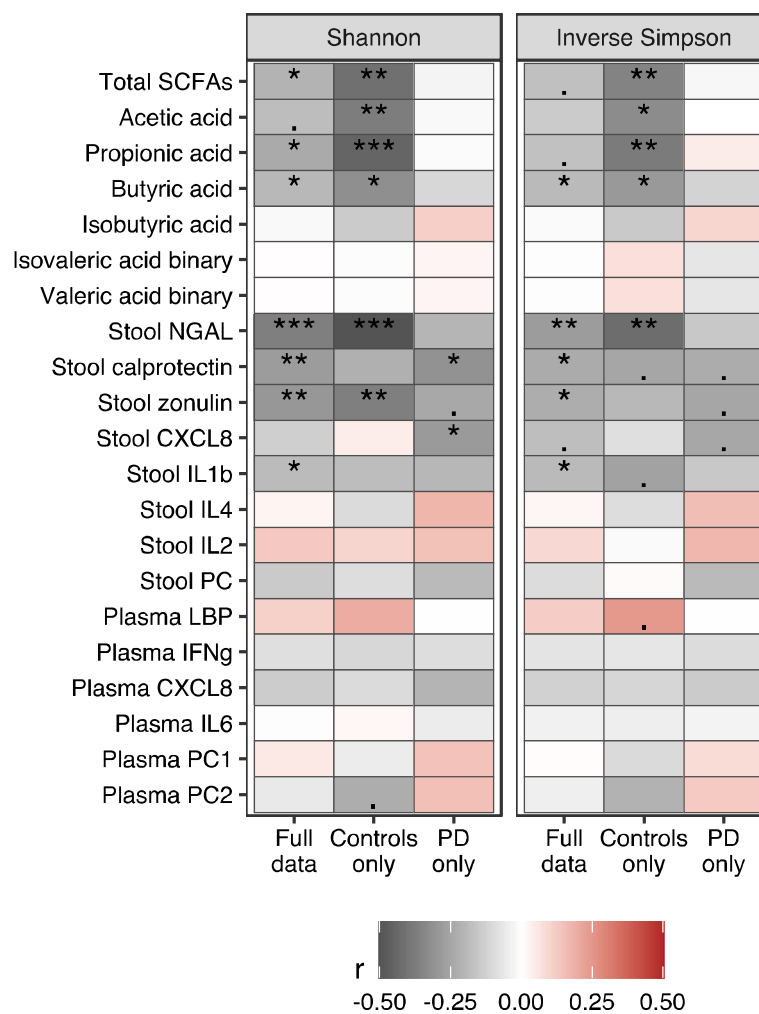 Shannon Inverse Simpson
Total SCFAs * ** . **
Acetic acid . ** *
Propionic acid * *** . **
Butyric acid * * * *
Isobutyric acid
Isovaleric acid binary
Valeric acid binary
Stool NGAL *** *** ** **
Stool calprotectin ** * * . .
Stool zonulin ** ** . * .
Stool CXCL8 * . .
Stool IL1b * * .
Stool IL4
Stool IL2
Stool PC
Plasma LBP .
Plasma IFNg
Plasma CXCL8
Plasma IL6
Plasma PC1
Plasma PC2 .
Full Controls PD Full Controls PD
data only only data only only
r
-0.50 -0.25 0.00 0.25 0.50